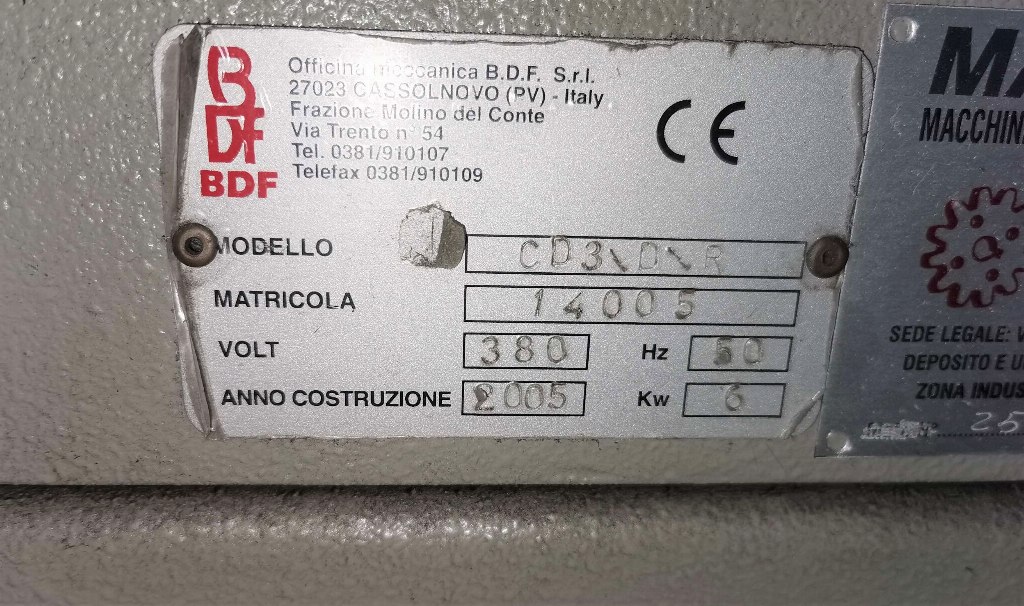 BDF
Officina meccanica B.D.F. S.r.l.
27023 CASSOLNOVO (PV) - Italy
Frazione Molino del Conte
Via Trento n° 54
Tel. 0381/910107
Telefax 0381/910109
BDF
CE
MODELLO CD3\D\R
MATRICOLA 14005
VOLT 380 Hz 50
ANNO COSTRUZIONE 2005 Kw 6
MA
MACCHIN
SEDE LEGALE: V
DEPOSITO E U
ZONA INDUS
25